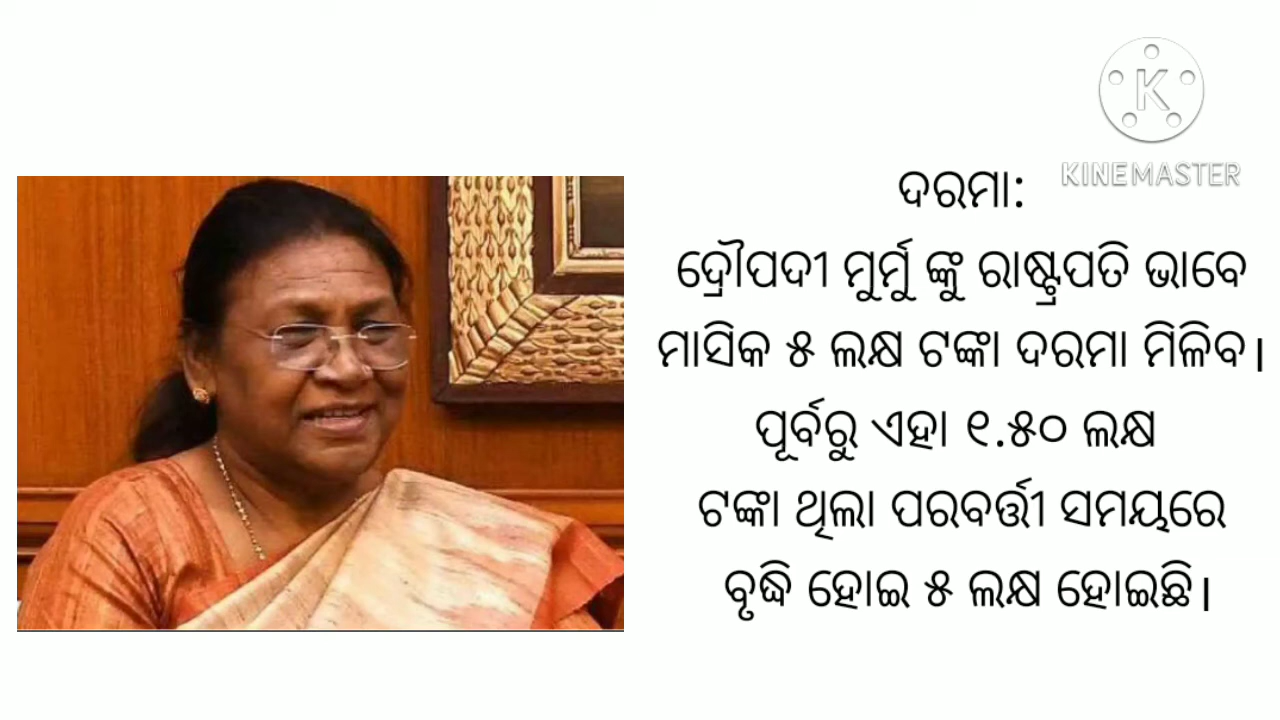 KINEMASTER
ଦରମା:
ଦ୍ରୌପଦୀ ମୁର୍ମୁ ଙ୍କୁ ରାଷ୍ଟ୍ରପତି ଭାବେ
ମାସିକ ୫ ଲକ୍ଷ ଟଙ୍କା ଦରମା ମିଳିବ।
ପୂର୍ବରୁ ଏହା ୧.୫୦ ଲକ୍ଷ
ଟଙ୍କା ଥିଲା ପରବର୍ତ୍ତୀ ସମୟରେ
ବୃଦ୍ଧି ହୋଇ ୫ ଲକ୍ଷ ହୋଇଛି।